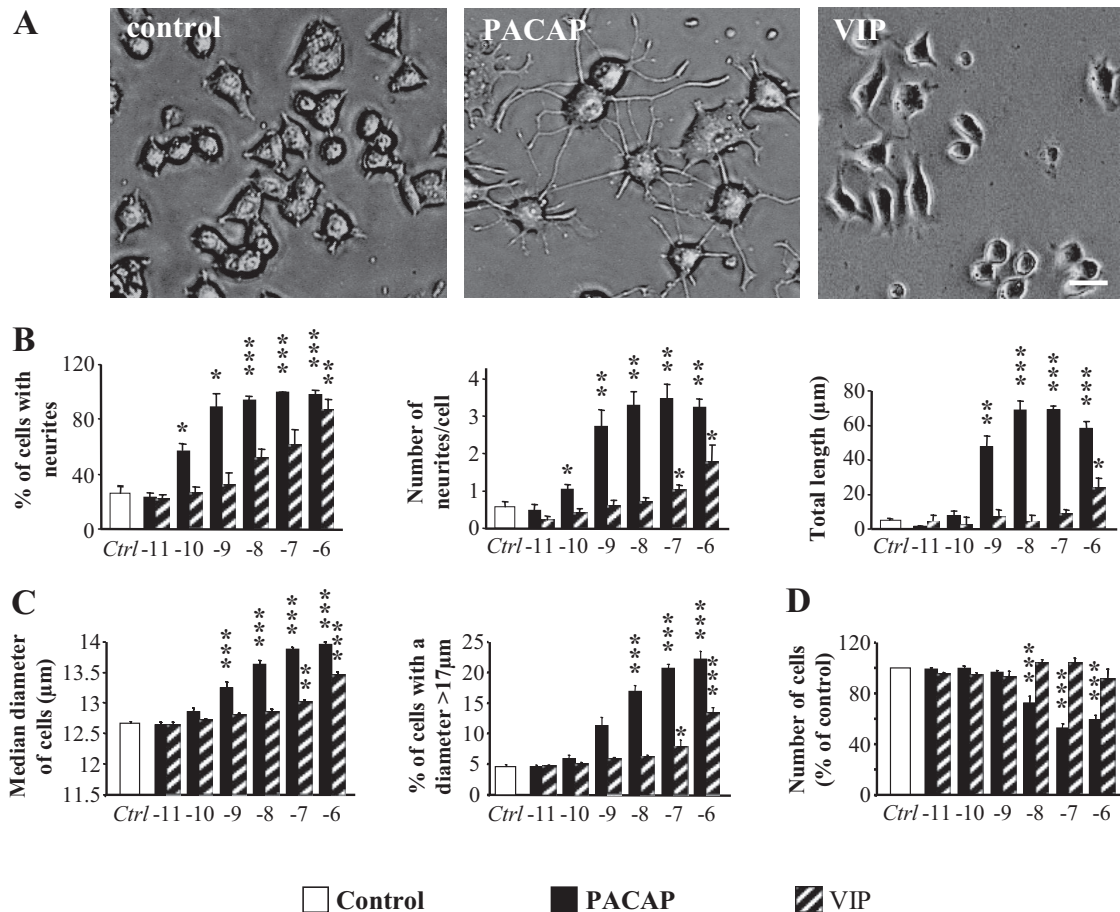 A
control
PACAP
VIP
B
% of cells with
neurites
120
80
40
0
* * *** *** *** **
Ctrl -11 -10 -9 -8 -7 -6
Number of
neurites/cell
4
3
2
1
0
* ** ** ** * ** *
Ctrl -11 -10 -9 -8 -7 -6
Total length (µm)
80
60
40
20
0
** *** *** *** *
Ctrl -11 -10 -9 -8 -7 -6
C
Median diameter
of cells (µm)
14
13.5
13
12.5
12
11.5
*** *** *** ** *** ***
Ctrl -11 -10 -9 -8 -7 -6
% of cells with a
diameter >17µm
25
20
15
10
5
0
*** *** * *** ***
Ctrl -11 -10 -9 -8 -7 -6
D
Number of cells
(% of control)
120
80
40
0
*** *** ***
Ctrl -11 -10 -9 -8 -7 -6
Control
PACAP
VIP